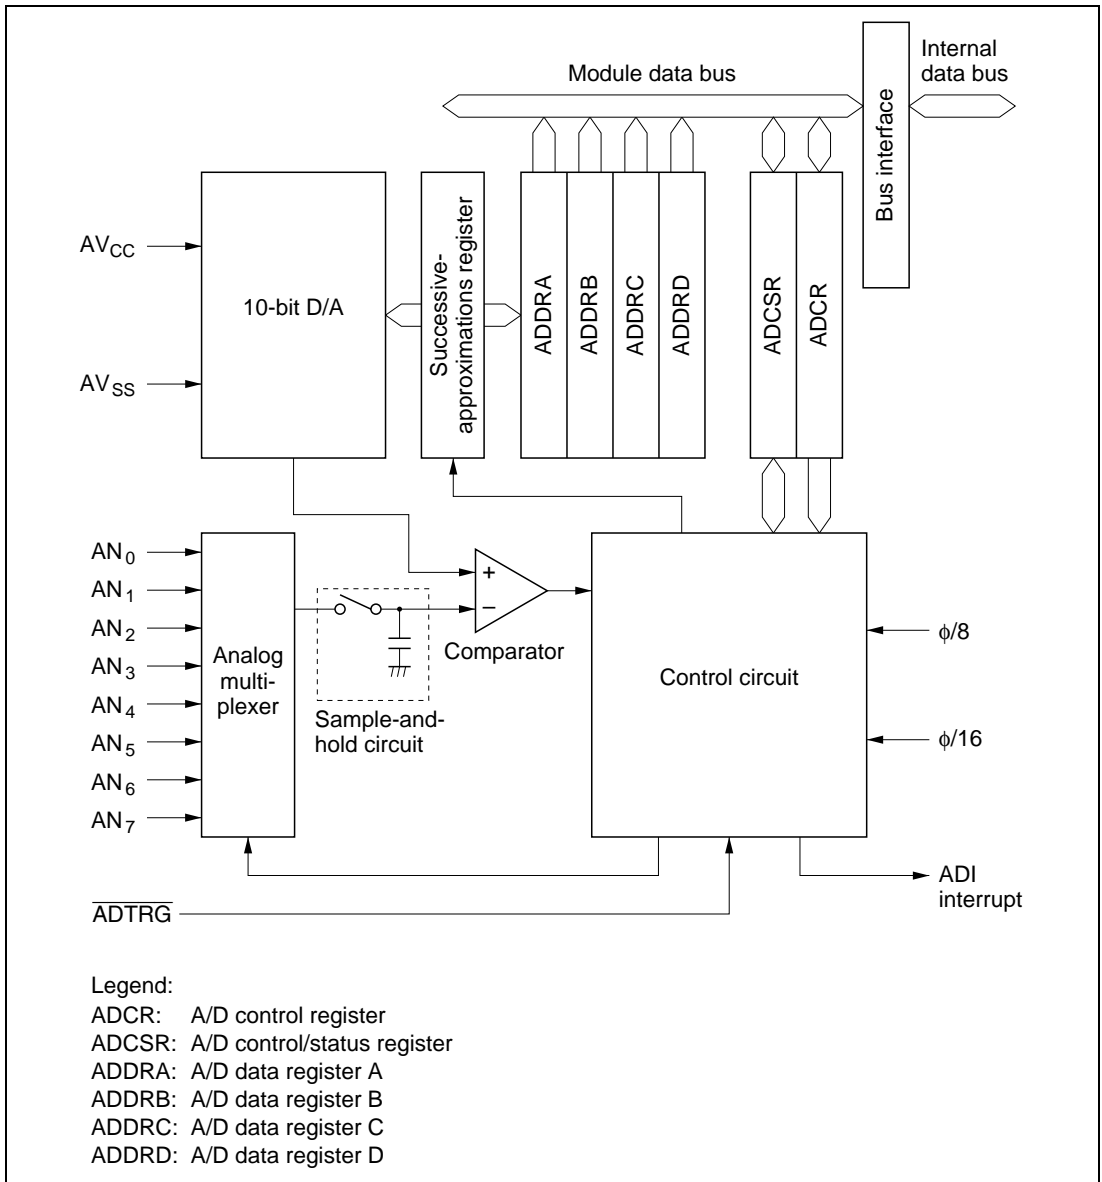 Internal
data bus
Module data bus
Bus interface
AVCC
AVSS
10-bit D/A
Successive-
approximations register
ADDRA
ADDRB
ADDRC
ADDRD
ADCSR
ADCR
AN0
AN1
AN2
AN3
AN4
AN5
AN6
AN7
Analog
multi-
plexer
Sample-and-
hold circuit
+
−
Comparator
Control circuit
ϕ/8
ϕ/16
ADI
interrupt
ADTRG
Legend:
ADCR: A/D control register
ADCSR: A/D control/status register
ADDRA: A/D data register A
ADDRB: A/D data register B
ADDRC: A/D data register C
ADDRD: A/D data register D